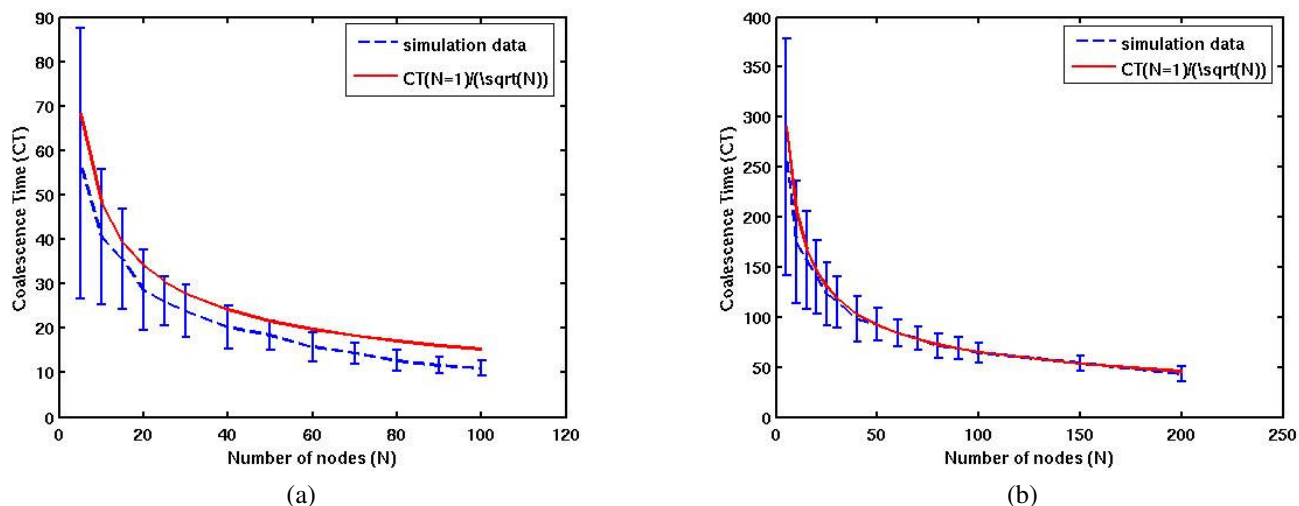 90
80
70
60
50
40
30
20
10
0
Coalescence Time (CT)
simulation data
CT(N=1)/(\sqrt(N))
0 20 40 60 80 100 120
Number of nodes (N)
(a)
400
350
300
250
200
150
100
50
0
Coalescence Time (CT)
simulation data
CT(N=1)/(\sqrt(N))
0 50 100 150 200 250
Number of nodes (N)
(b)